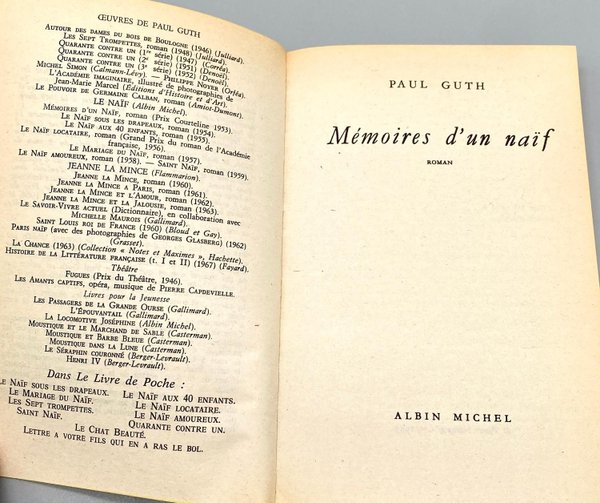 ŒUVRES DE PAUL GUTH
AUTOUR DES DAMES DU BOIS DE BOULOGNE (1946) (Julliard).
LES SEPT TROMPETTES, roman (1948) (Julliard).
QUARANTE CONTRE UN (1re série) (1947) (Corréa).
QUARANTE CONTRE UN (2e série) (1951) (Denoël).
QUARANTE CONTRE UN (3e série) (1952) (Denoël).
MICHEL SIMON (Calmann-Lévy). — PHILIPPE NOYER (Orféa).
L'ACADÉMIE IMAGINAIRE, illustré de photographies de
Jean-Marie Marcel (Éditions d'Histoire et d'Art).
LE POUVOIR DE GERMAINE CALBAN, roman (Amiot-Dumont).
LE NAÏF (Albin Michel).
MÉMOIRES D'UN NAÏF, roman (Prix Courteline 1953).
LE NAÏF SOUS LES DRAPEAUX, roman (1954).
LE NAÏF AUX 40 ENFANTS, roman (1955).
LE NAÏF LOCATAIRE, roman (Grand Prix du roman de l'Académie
française, 1956).
LE MARIAGE DU NAÏF, roman (1957).
LE NAÏF AMOUREUX, roman (1958). — SAINT NAÏF, roman (1959).
JEANNE LA MINCE (Flammarion).
JEANNE LA MINCE, roman (1960).
JEANNE LA MINCE A PARIS, roman (1961).
JEANNE LA MINCE ET L'AMOUR, roman (1962).
JEANNE LA MINCE ET LA JALOUSIE, roman (1963).
LE SAVOIR-VIVRE ACTUEL (Dictionnaire), en collaboration avec
MICHELLE MAUROIS (Gallimard).
SAINT LOUIS ROI DE FRANCE (1960) (Bloud et Gay).
PARIS NAÏF (avec des photographies de GEORGES GLASBERG) (1962)
(Grasset).
LA CHANCE (1963) (Collection « Notes et Maximes », Hachette).
HISTOIRE DE LA LITTÉRATURE FRANÇAISE (t. I et II) (1967) (Fayard).
Théâtre
FUGUES (Prix du Théâtre, 1946).
LES AMANTS CAPTIFS, opéra, musique de PIERRE CAPDEVIELLE.
Livres pour la Jeunesse
LES PASSAGERS DE LA GRANDE OURSE (Gallimard).
L'ÉPOUVANTAIL (Gallimard).
LA LOCOMOTIVE JOSÉPHINE (Albin Michel).
MOUSTIQUE ET LE MARCHAND DE SABLE (Casterman).
MOUSTIQUE ET BARBE BLEUE (Casterman).
MOUSTIQUE DANS LA LUNE (Casterman).
LE SÉRAPHIN COURONNÉ (Berger-Levrault).
HENRI IV (Berger-Levrault).
Dans Le Livre de Poche :
LE NAÏF SOUS LES DRAPEAUX. LE NAÏF AUX 40 ENFANTS.
LE MARIAGE DU NAÏF. LE NAÏF LOCATAIRE.
LES SEPT TROMPETTES. LE NAÏF AMOUREUX.
SAINT NAÏF. QUARANTE CONTRE UN.
LE CHAT BEAUTÉ.
LETTRE A VOTRE FILS QUI EN A RAS LE BOL.
PAUL GUTH
Mémoires d'un naïf
ROMAN
ALBIN MICHEL